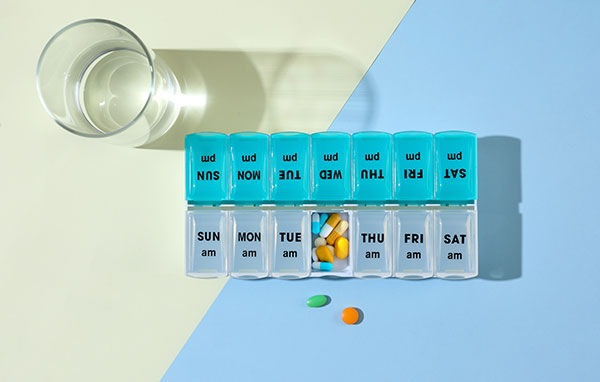 SUN MON TUE WED THU FRI SAT
pm pm pm pm pm pm pm
SUN MON TUE THU FRI SAT
am am am am am am